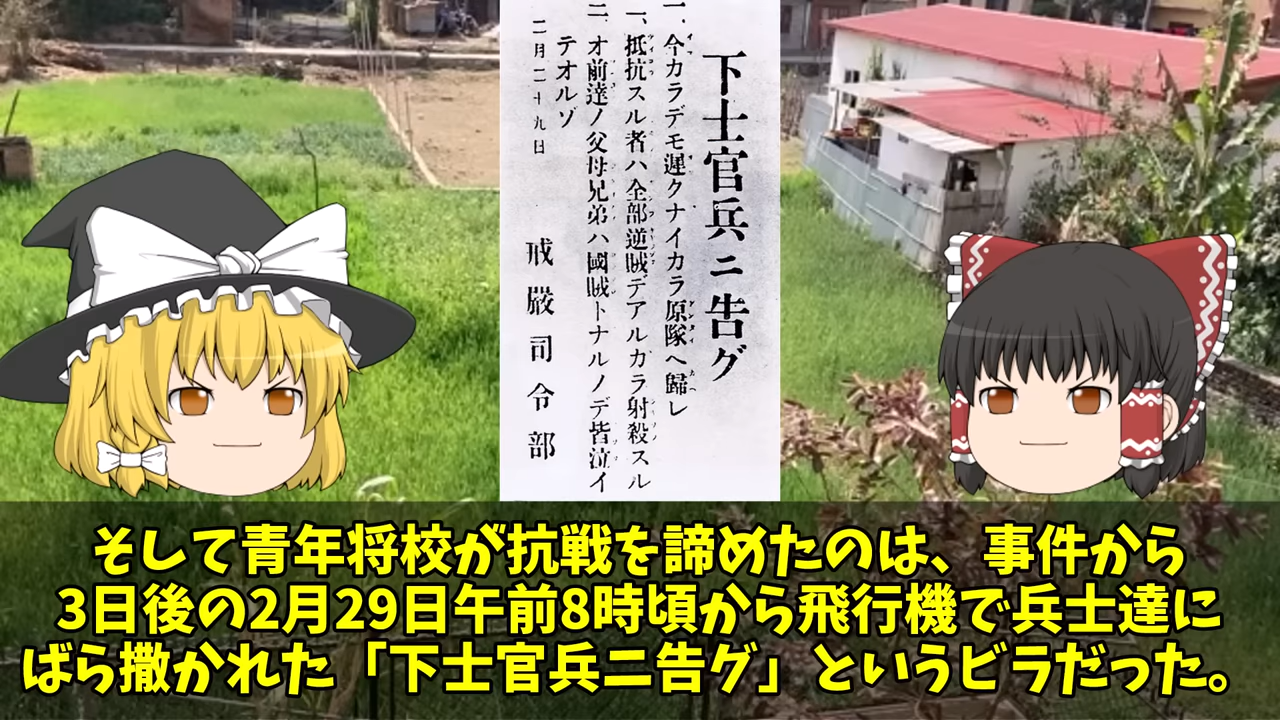 下士官兵ニ告グ
一、今カラデモ遲クナイカラ原隊ヘ歸レ
一、抵抗スル者ハ全部逆賊デアルカラ射殺スル
二、オ前達ノ父母兄弟ハ國賊トナルノデ皆泣イ
テオルゾ
二月二十九日
戒嚴司令部
そして青年将校が抗戦を諦めたのは、事件から
3日後の2月29日午前8時頃から飛行機で兵士達に
ばら撒かれた「下士官兵ニ告グ」というビラだった。